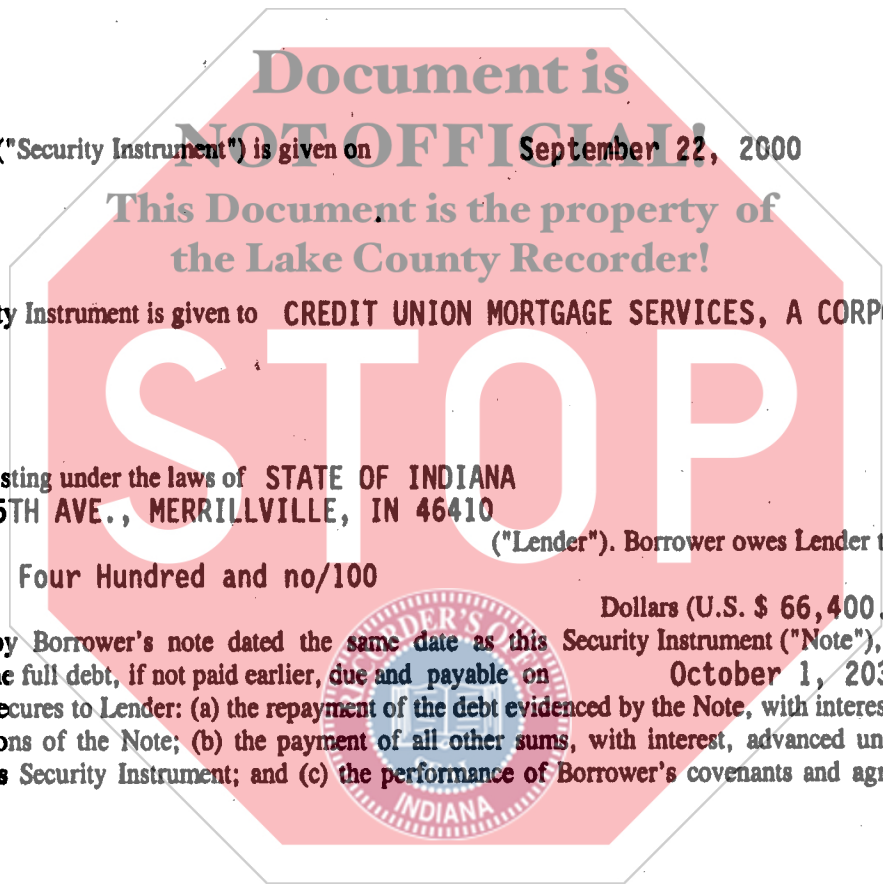 Document is
NOT OFFICIAL!
("Security Instrument") is given on September 22, 2000
This Document is the property of
the Lake County Recorder!
ty Instrument is given to CREDIT UNION MORTGAGE SERVICES, A CORPO
STOP
sting under the laws of STATE OF INDIANA
5TH AVE., MERRILLVILLE, IN 46410
("Lender"). Borrower owes Lender t
Four Hundred and no/100
Dollars (U.S. $ 66,400.
RECORDER'S OF
by Borrower's note dated the same date as this Security Instrument ("Note"),
e full debt, if not paid earlier, due and payable on October 1, 203
ecures to Lender: (a) the repayment of the debt evidenced by the Note, with interes
ons of the Note; (b) the payment of all other sums, with interest, advanced un
s Security Instrument; and (c) the performance of Borrower's covenants and agr
INDIANA